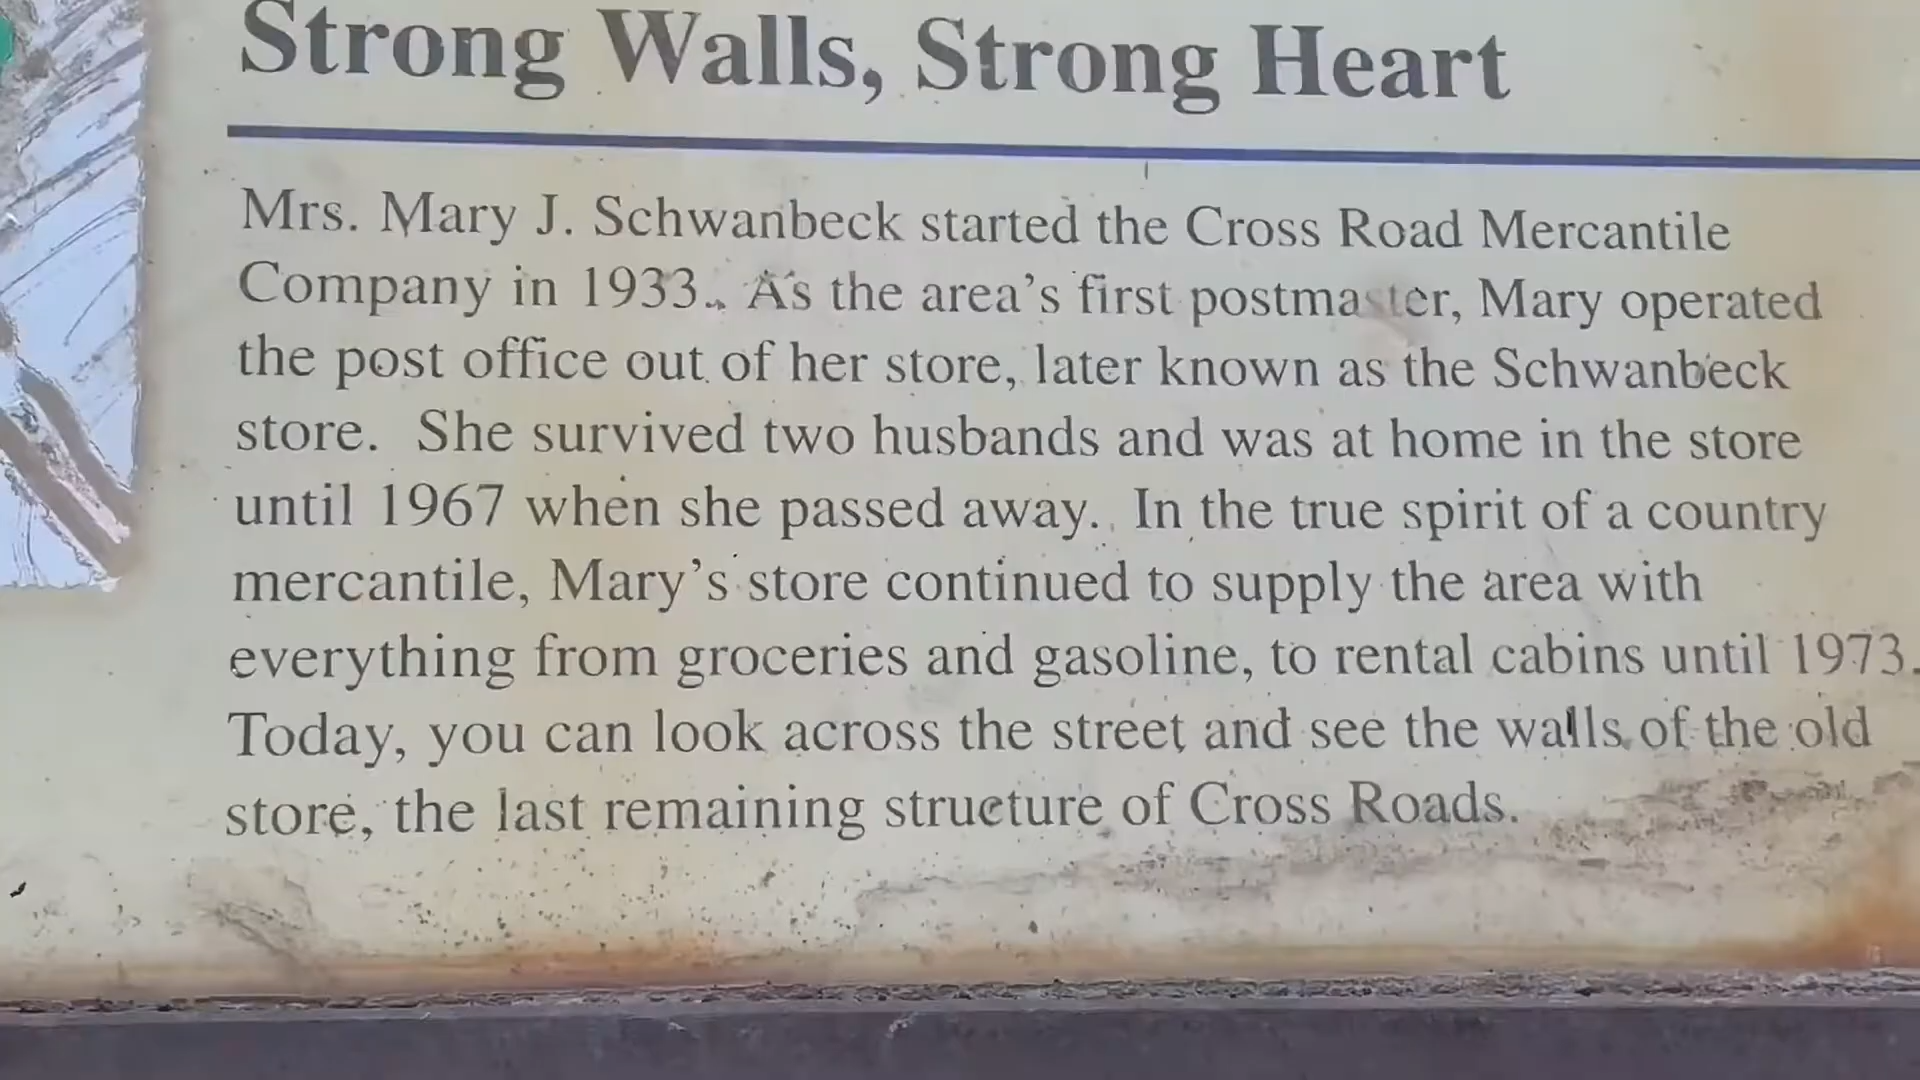 Strong Walls, Strong Heart
Mrs. Mary J. Schwanbeck started the Cross Road Mercantile
Company in 1933. As the area's first postmaster, Mary operated
the post office out of her store, later known as the Schwanbeck
store. She survived two husbands and was at home in the store
until 1967 when she passed away. In the true spirit of a country
mercantile, Mary's store continued to supply the area with
everything from groceries and gasoline, to rental cabins until 1973.
Today, you can look across the street and see the walls of the old
store, the last remaining structure of Cross Roads.